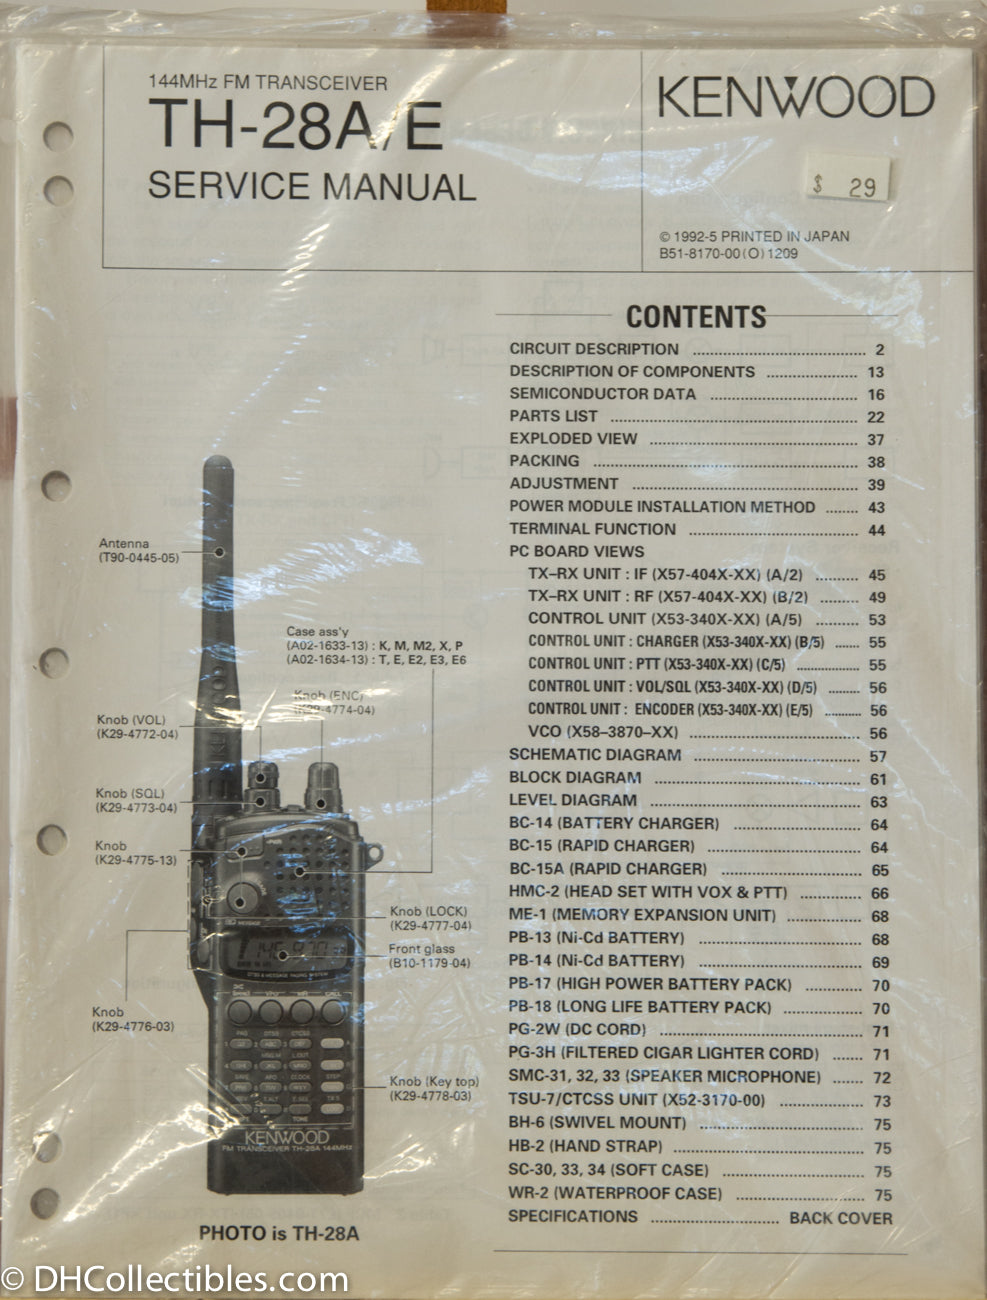 144MHz FM TRANSCEIVER
TH-28A/E
SERVICE MANUAL
KENWOOD
$ 29
© 1992-5 PRINTED IN JAPAN
B51-8170-00 (O) 1209
CONTENTS
CIRCUIT DESCRIPTION ........ 2
DESCRIPTION OF COMPONENTS ........ 13
SEMICONDUCTOR DATA ........ 16
PARTS LIST ........ 22
EXPLODED VIEW ........ 37
PACKING ........ 38
ADJUSTMENT ........ 39
POWER MODULE INSTALLATION METHOD ........ 43
TERMINAL FUNCTION ........ 44
PC BOARD VIEWS
TX–RX UNIT : IF (X57-404X-XX) (A/2) ........ 45
TX–RX UNIT : RF (X57-404X-XX) (B/2) ........ 49
CONTROL UNIT (X53-340X-XX) (A/5) ........ 53
CONTROL UNIT : CHARGER (X53-340X-XX) (B/5) ........ 55
CONTROL UNIT : PTT (X53-340X-XX) (C/5) ........ 55
CONTROL UNIT : VOL/SQL (X53-340X-XX) (D/5) ........ 56
CONTROL UNIT : ENCODER (X53-340X-XX) (E/5) ........ 56
VCO (X58–3870–XX) ........ 56
SCHEMATIC DIAGRAM ........ 57
BLOCK DIAGRAM ........ 61
LEVEL DIAGRAM ........ 63
BC-14 (BATTERY CHARGER) ........ 64
BC-15 (RAPID CHARGER) ........ 64
BC-15A (RAPID CHARGER) ........ 65
HMC-2 (HEAD SET WITH VOX & PTT) ........ 66
ME-1 (MEMORY EXPANSION UNIT) ........ 68
PB-13 (Ni-Cd BATTERY) ........ 68
PB-14 (Ni-Cd BATTERY) ........ 69
PB-17 (HIGH POWER BATTERY PACK) ........ 70
PB-18 (LONG LIFE BATTERY PACK) ........ 70
PG-2W (DC CORD) ........ 71
PG-3H (FILTERED CIGAR LIGHTER CORD) ........ 71
SMC-31, 32, 33 (SPEAKER MICROPHONE) ........ 72
TSU-7/CTCSS UNIT (X52-3170-00) ........ 73
BH-6 (SWIVEL MOUNT) ........ 75
HB-2 (HAND STRAP) ........ 75
SC-30, 33, 34 (SOFT CASE) ........ 75
WR-2 (WATERPROOF CASE) ........ 75
SPECIFICATIONS ........ BACK COVER
Antenna
(T90-0445-05)
Case ass'y
(A02-1633-13) : K, M, M2, X, P
(A02-1634-13) : T, E, E2, E3, E6
Knob (ENC)
(K29-4774-04)
Knob (VOL)
(K29-4772-04)
Knob (SQL)
(K29-4773-04)
Knob
(K29-4775-13)
Knob (LOCK)
(K29-4777-04)
Front glass
(B10-1179-04)
Knob
(K29-4776-03)
Knob (Key top)
(K29-4778-03)
KENWOOD
FM TRANSCEIVER TH-28A 144MHz
PHOTO is TH-28A
© DHCollectibles.com